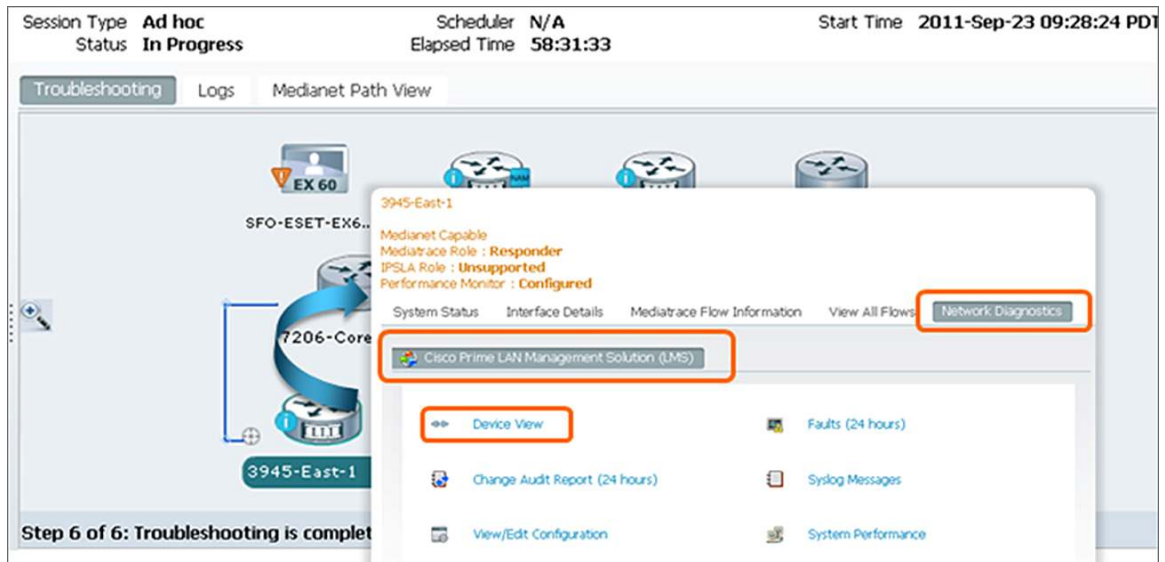 Session Type Ad hoc Scheduler N/A Start Time 2011-Sep-23 09:28:24 PDT
Status In Progress Elapsed Time 58:31:33
Troubleshooting Logs Medianet Path View
EX 60 NAM
SFO-ESET-EX6..
7206-Core
3945-East-1
Step 6 of 6: Troubleshooting is complet
3945-East-1
Medianet Capable
Mediatrace Role : Responder
IPSLA Role : Unsupported
Performance Monitor : Configured
System Status Interface Details Mediatrace Flow Information View All Flows Network Diagnostics
Cisco Prime LAN Management Solution (LMS)
Device View Faults (24 hours)
Change Audit Report (24 hours) Syslog Messages
View/Edit Configuration System Performance